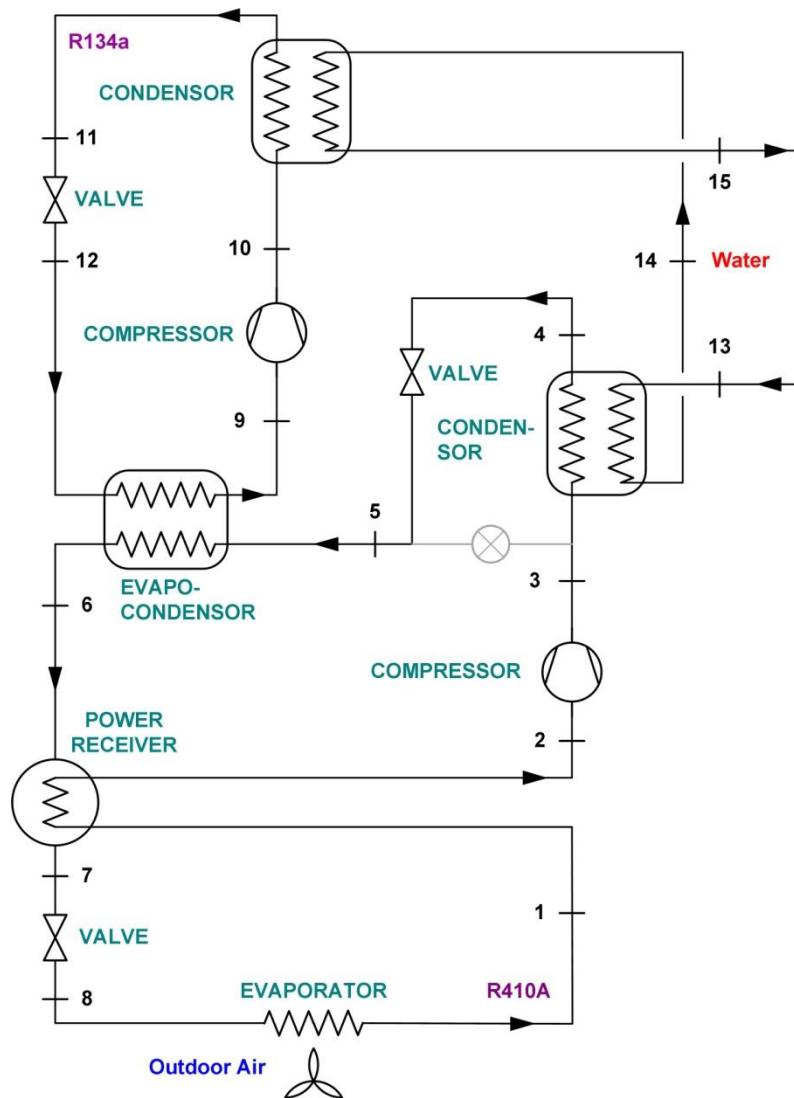 R134a
CONDENSOR
11
15
VALVE
12
10
14
Water
4
13
COMPRESSOR
VALVE
9
CONDEN-
SOR
5
EVAPO-
CONDENSOR
6
3
COMPRESSOR
POWER
RECEIVER
2
7
1
VALVE
8
EVAPORATOR
R410A
Outdoor Air